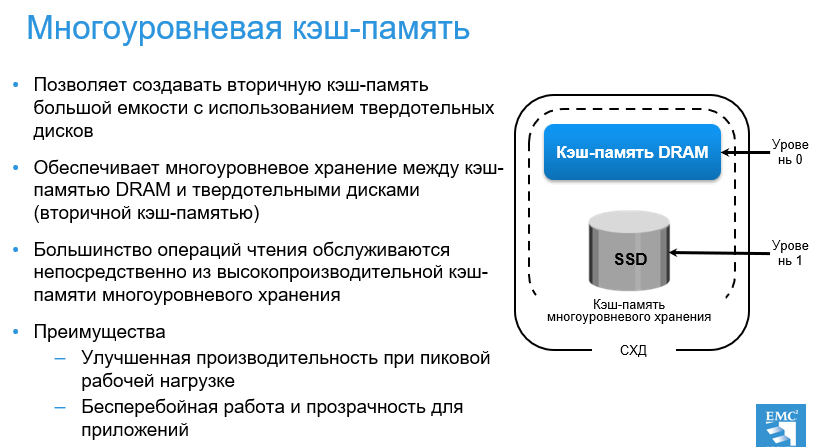 Многоуровневая кэш-память
• Позволяет создавать вторичную кэш-память
большой емкости с использованием твердотельных
дисков
• Обеспечивает многоуровневое хранение между кэш-
памятью DRAM и твердотельными дисками
(вторичной кэш-памятью)
• Большинство операций чтения обслуживаются
непосредственно из высокопроизводительной кэш-
памяти многоуровневого хранения
• Преимущества
– Улучшенная производительность при пиковой
рабочей нагрузке
– Бесперебойная работа и прозрачность для
приложений
Кэш-память DRAM
Урове
нь 0
SSD
Урове
нь 1
Кэш-память
многоуровневого хранения
СХД
EMC²